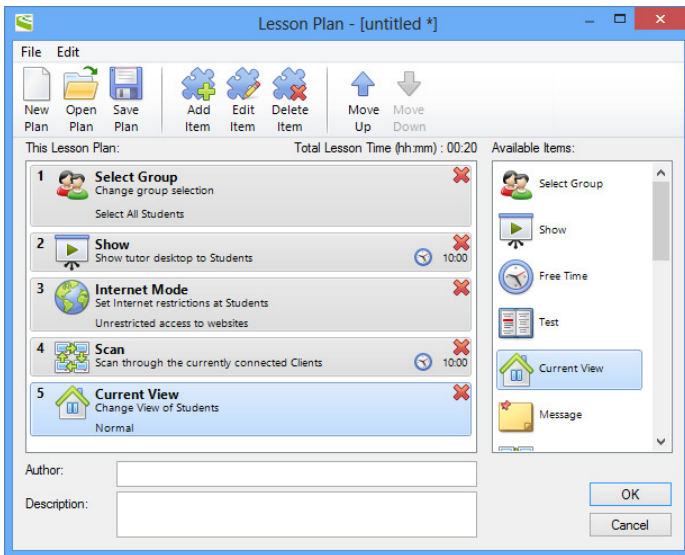 Lesson Plan - [untitled *]
File Edit
New Plan
Open Plan
Save Plan
Add Item
Edit Item
Delete Item
Move Up
Move Down
This Lesson Plan: Total Lesson Time (hh:mm) : 00:20
1 Select Group
Change group selection
Select All Students
2 Show
Show tutor desktop to Students 10:00
3 Internet Mode
Set Internet restrictions at Students
Unrestricted access to websites
4 Scan
Scan through the currently connected Clients 10:00
5 Current View
Change View of Students
Normal
Available Items:
Select Group
Show
Free Time
Test
Current View
Message
Author:
Description:
OK
Cancel